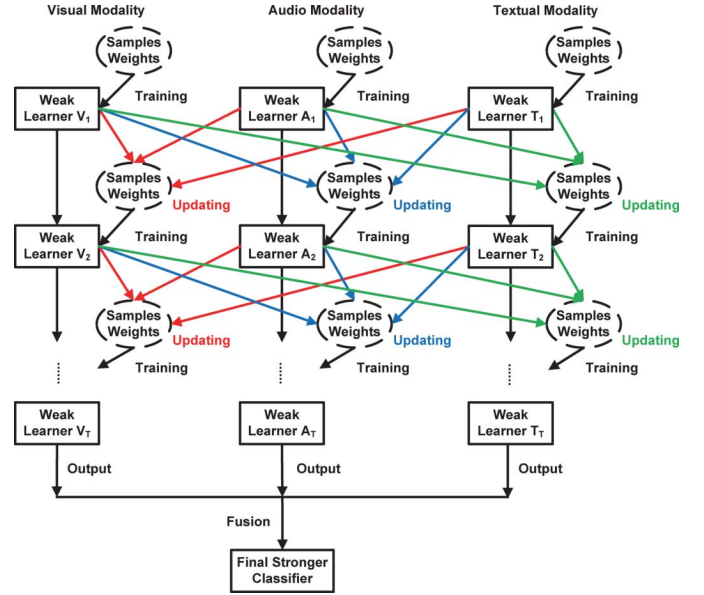 Visual Modality Audio Modality Textual Modality
Samples Samples Samples
Weights Weights Weights
Training Training Training
Weak Weak Weak
Learner V₁ Learner A₁ Learner T₁
Samples Samples Samples
Weights Weights Weights
Updating Updating Updating
Training Training Training
Weak Weak Weak
Learner V₂ Learner A₂ Learner T₂
Samples Samples Samples
Weights Weights Weights
Updating Updating Updating
Training Training Training
Weak Weak Weak
Learner V_T Learner A_T Learner T_T
Output Output Output
Fusion
Final Stronger
Classifier